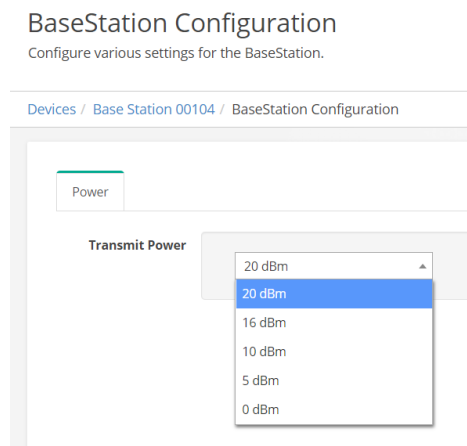 BaseStation Configuration
Configure various settings for the BaseStation.
Devices / Base Station 00104 / BaseStation Configuration
Power
Transmit Power
20 dBm
20 dBm
16 dBm
10 dBm
5 dBm
0 dBm